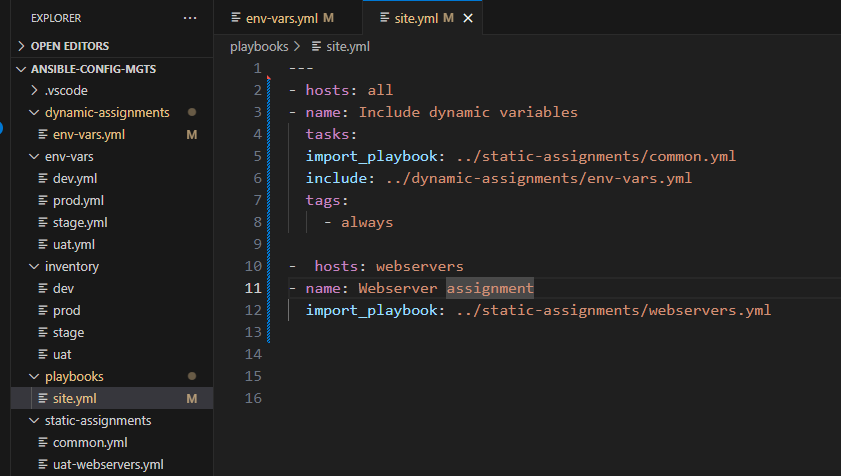 EXPLORER ...
OPEN EDITORS
ANSIBLE-CONFIG-MGTS
.vscode
dynamic-assignments
env-vars.yml M
env-vars
dev.yml
prod.yml
stage.yml
uat.yml
inventory
dev
prod
stage
uat
playbooks
site.yml M
static-assignments
common.yml
uat-webservers.yml
env-vars.yml M
site.yml M
playbooks > site.yml
1 ---
2 - hosts: all
3 - name: Include dynamic variables
4   tasks:
5   import_playbook: ../static-assignments/common.yml
6   include: ../dynamic-assignments/env-vars.yml
7   tags:
8     - always
9
10 -  hosts: webservers
11 - name: Webserver assignment
12   import_playbook: ../static-assignments/webservers.yml
13
14
15
16